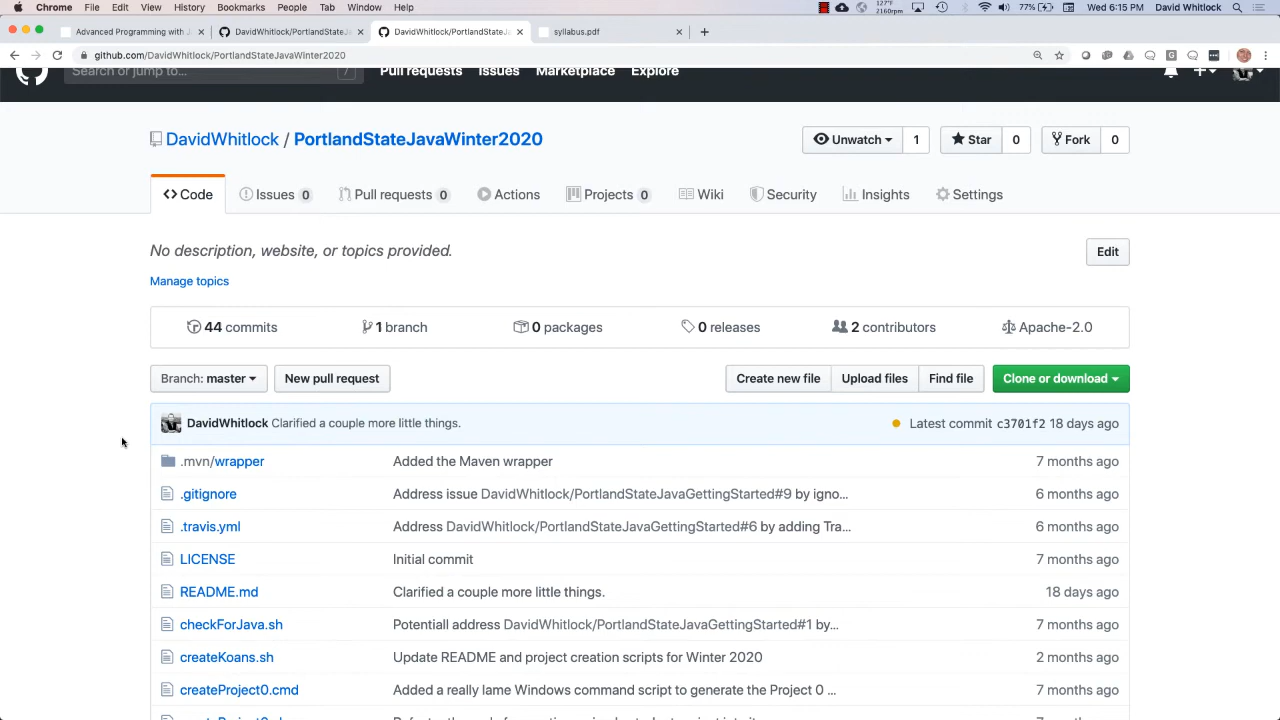 Chrome File Edit View History Bookmarks People Tab Window Help 127°F 2160rpm 77% Wed 6:15 PM David Whitlock
Advanced Programming with J × DavidWhitlock/PortlandStateJa × DavidWhitlock/PortlandStateJa × syllabus.pdf × +
github.com/DavidWhitlock/PortlandStateJavaWinter2020
Search or jump to... / Pull requests Issues Marketplace Explore
DavidWhitlock / PortlandStateJavaWinter2020 Unwatch 1 Star 0 Fork 0
Code Issues 0 Pull requests 0 Actions Projects 0 Wiki Security Insights Settings
No description, website, or topics provided. Edit
Manage topics
44 commits 1 branch 0 packages 0 releases 2 contributors Apache-2.0
Branch: master New pull request Create new file Upload files Find file Clone or download
DavidWhitlock Clarified a couple more little things. Latest commit c3701f2 18 days ago
.mvn/wrapper Added the Maven wrapper 7 months ago
.gitignore Address issue DavidWhitlock/PortlandStateJavaGettingStarted#9 by igno... 6 months ago
.travis.yml Address DavidWhitlock/PortlandStateJavaGettingStarted#6 by adding Tra... 6 months ago
LICENSE Initial commit 7 months ago
README.md Clarified a couple more little things. 18 days ago
checkForJava.sh Potentiall address DavidWhitlock/PortlandStateJavaGettingStarted#1 by... 7 months ago
createKoans.sh Update README and project creation scripts for Winter 2020 2 months ago
createProject0.cmd Added a really lame Windows command script to generate the Project 0 ... 7 months ago